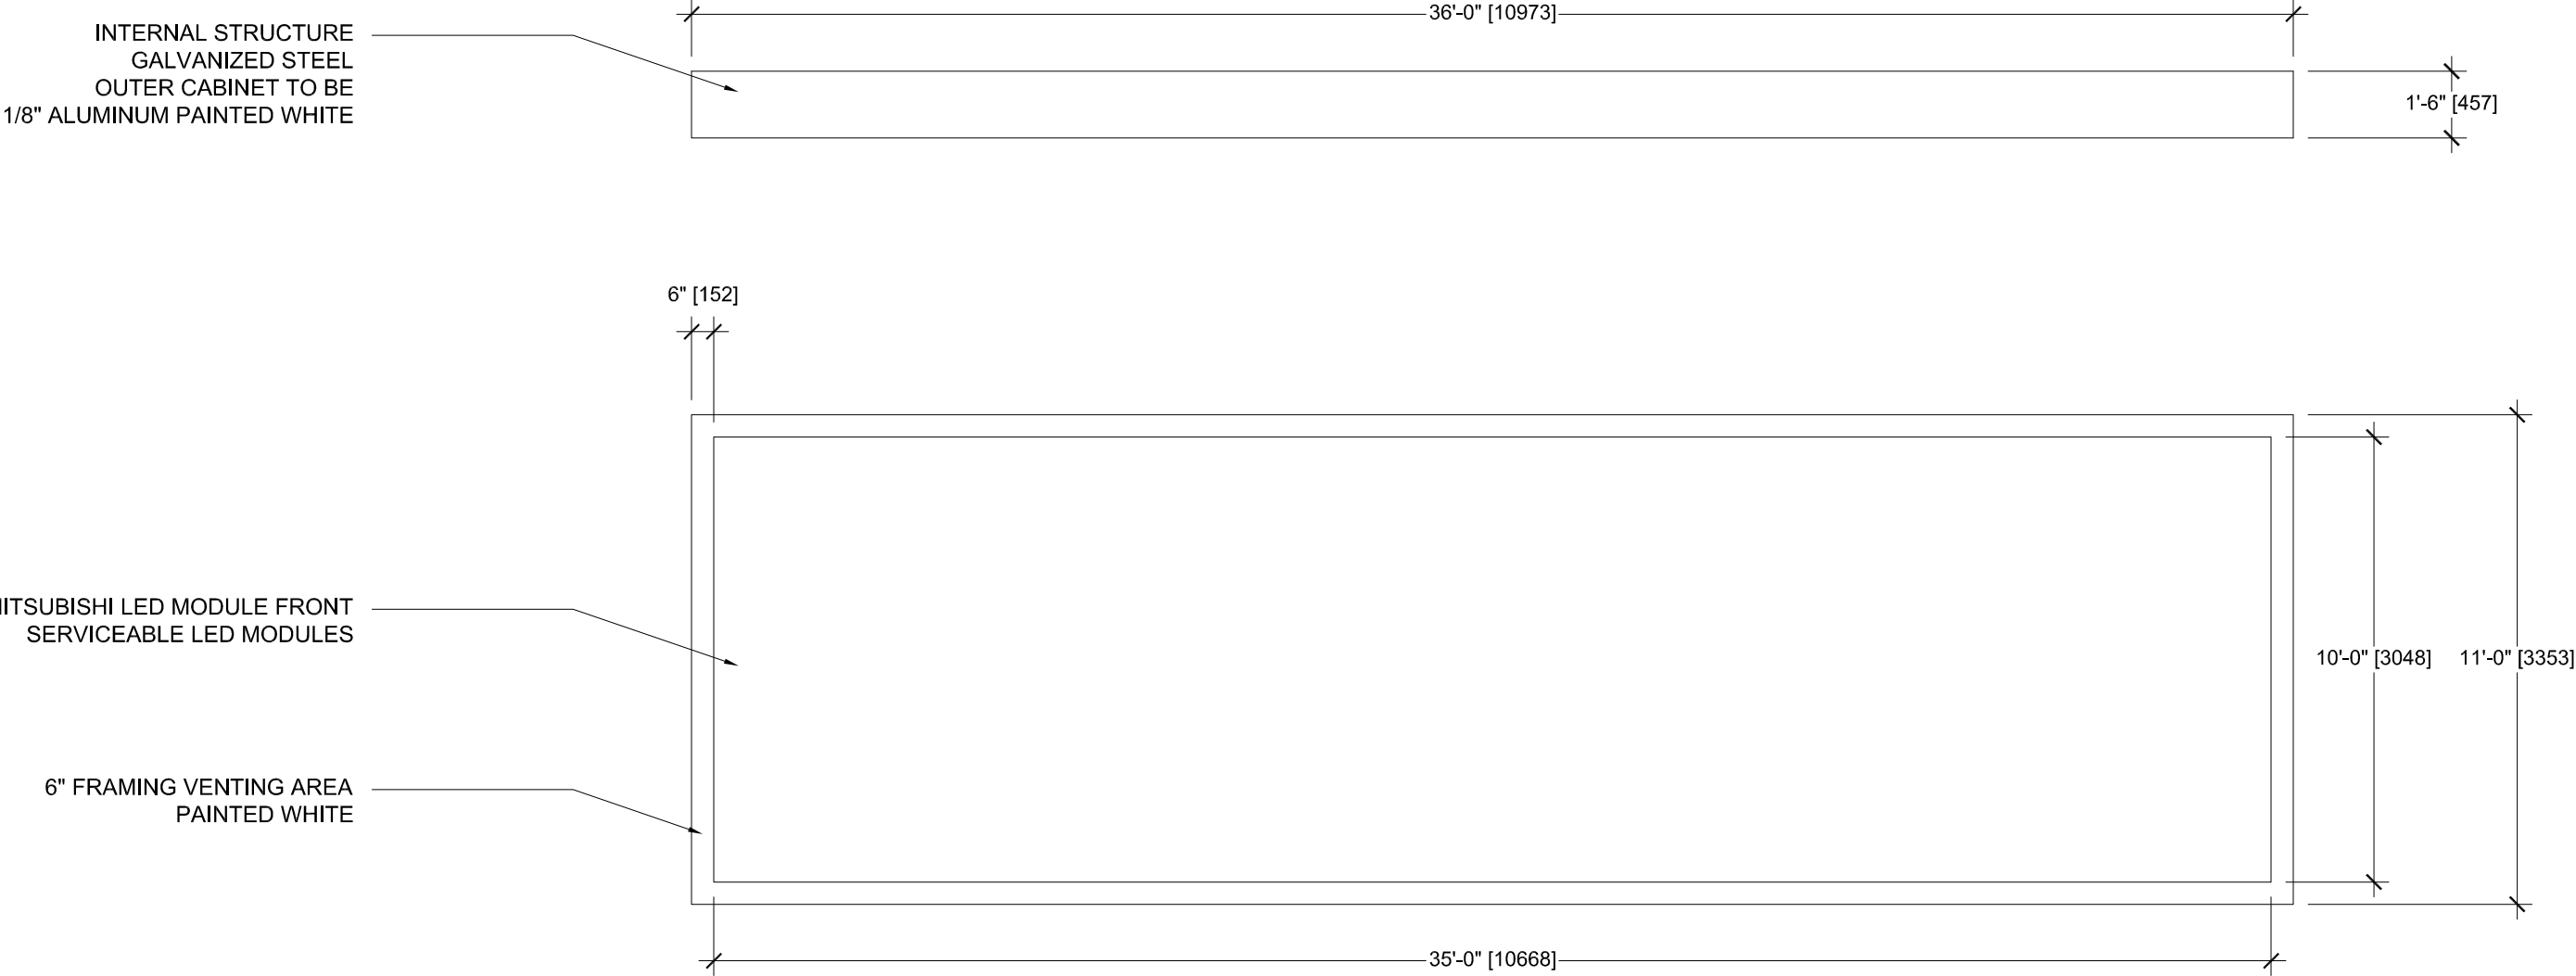 36'-0" [10973]
INTERNAL STRUCTURE
GALVANIZED STEEL
OUTER CABINET TO BE
1/8" ALUMINUM PAINTED WHITE
1'-6" [457]
6" [152]
ITSUBISHI LED MODULE FRONT
SERVICEABLE LED MODULES
10'-0" [3048]
11'-0" [3353]
6" FRAMING VENTING AREA
PAINTED WHITE
35'-0" [10668]